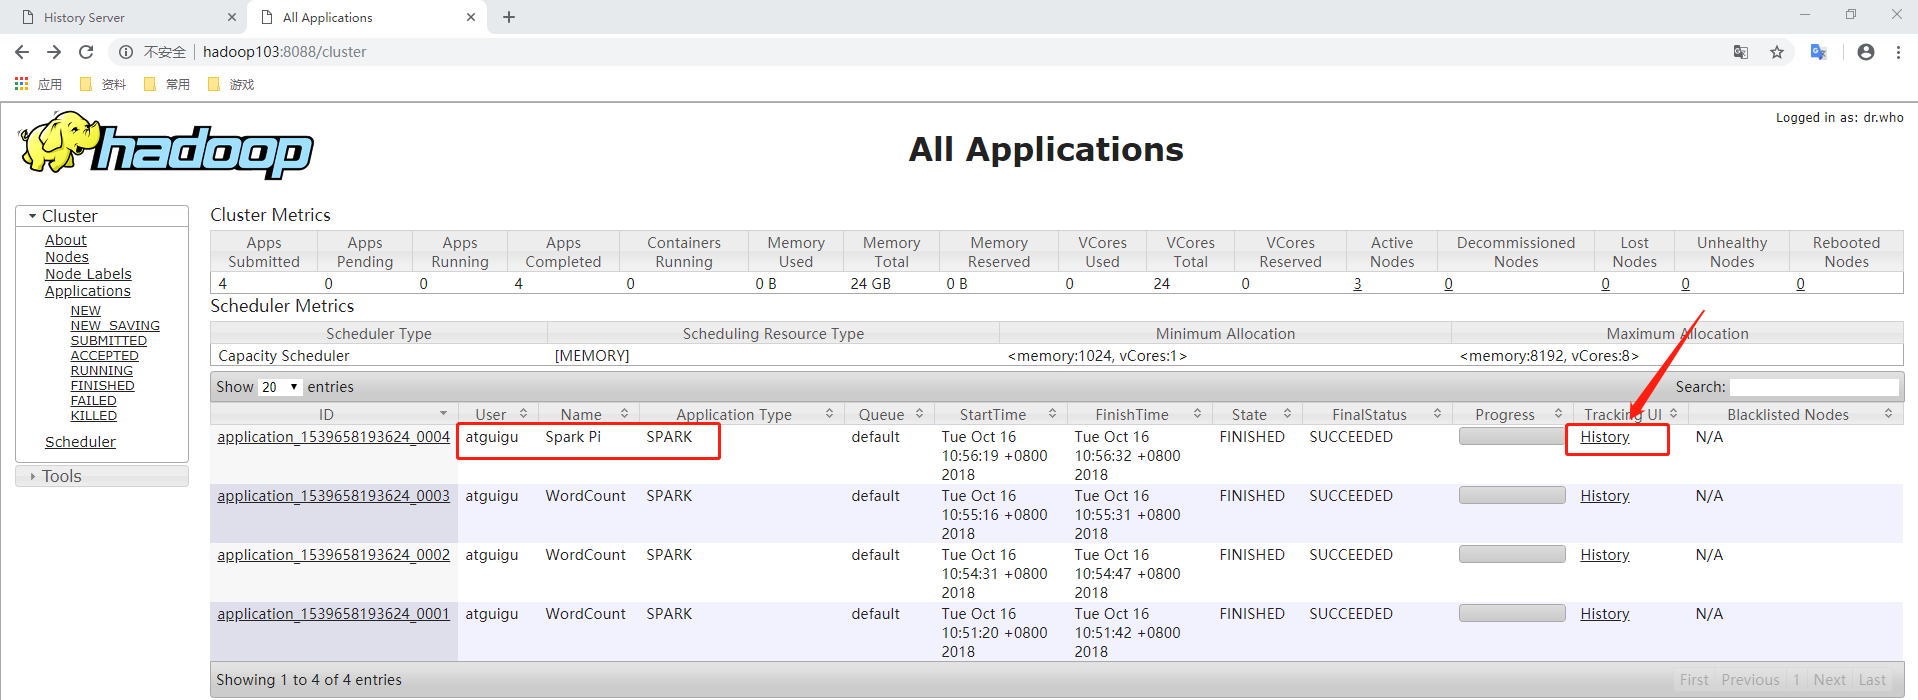 History Server
All Applications
不安全 hadoop103:8088/cluster
应用 资料 常用 游戏
hadoop
All Applications
Logged in as: dr.who
Cluster
About
Nodes
Node Labels
Applications
NEW
NEW_SAVING
SUBMITTED
ACCEPTED
RUNNING
FINISHED
FAILED
KILLED
Scheduler
Tools
Cluster Metrics
Apps Submitted Apps Pending Apps Running Apps Completed Containers Running Memory Used Memory Total Memory Reserved VCores Used VCores Total VCores Reserved Active Nodes Decommissioned Nodes Lost Nodes Unhealthy Nodes Rebooted Nodes
4 0 0 4 0 0 B 24 GB 0 B 0 24 0 3 0 0 0 0
Scheduler Metrics
Scheduler Type Scheduling Resource Type Minimum Allocation Maximum Allocation
Capacity Scheduler [MEMORY] <memory:1024, vCores:1> <memory:8192, vCores:8>
Show 20 entries Search:
ID User Name Application Type Queue StartTime FinishTime State FinalStatus Progress Tracking UI Blacklisted Nodes
application_1539658193624_0004 atguigu Spark Pi SPARK default Tue Oct 16 10:56:19 +0800 2018 Tue Oct 16 10:56:32 +0800 2018 FINISHED SUCCEEDED History N/A
application_1539658193624_0003 atguigu WordCount SPARK default Tue Oct 16 10:55:16 +0800 2018 Tue Oct 16 10:55:31 +0800 2018 FINISHED SUCCEEDED History N/A
application_1539658193624_0002 atguigu WordCount SPARK default Tue Oct 16 10:54:31 +0800 2018 Tue Oct 16 10:54:47 +0800 2018 FINISHED SUCCEEDED History N/A
application_1539658193624_0001 atguigu WordCount SPARK default Tue Oct 16 10:51:20 +0800 2018 Tue Oct 16 10:51:42 +0800 2018 FINISHED SUCCEEDED History N/A
Showing 1 to 4 of 4 entries First Previous 1 Next Last